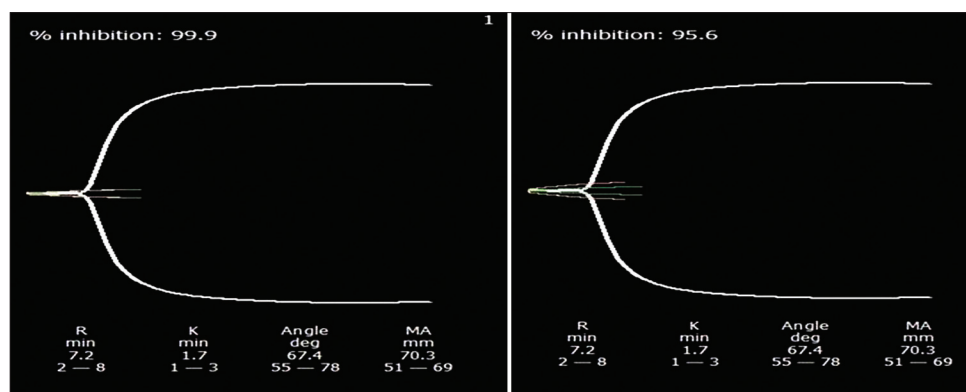 1
% inhibition: 99.9
R K Angle MA
min min deg mm
7.2 1.7 67.4 70.3
2 — 8 1 — 3 55 — 78 51 — 69
% inhibition: 95.6
R K Angle MA
min min deg mm
7.2 1.7 67.4 70.3
2 — 8 1 — 3 55 — 78 51 — 69